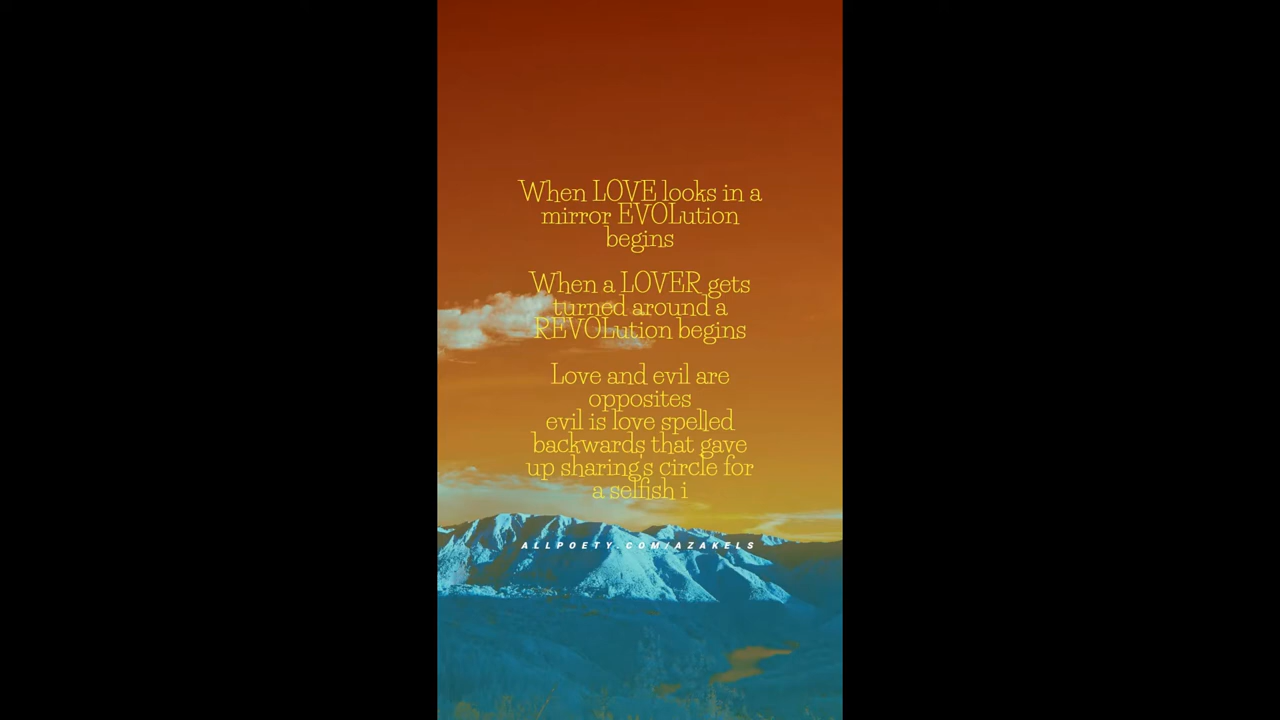 When LOVE looks in a
mirror EVOLution
begins
When a LOVER gets
turned around a
REVOLution begins
Love and evil are
opposites
evil is love spelled
backwards that gave
up sharing's circle for
a selfish i
ALLPOETY.COM/AZAKELS